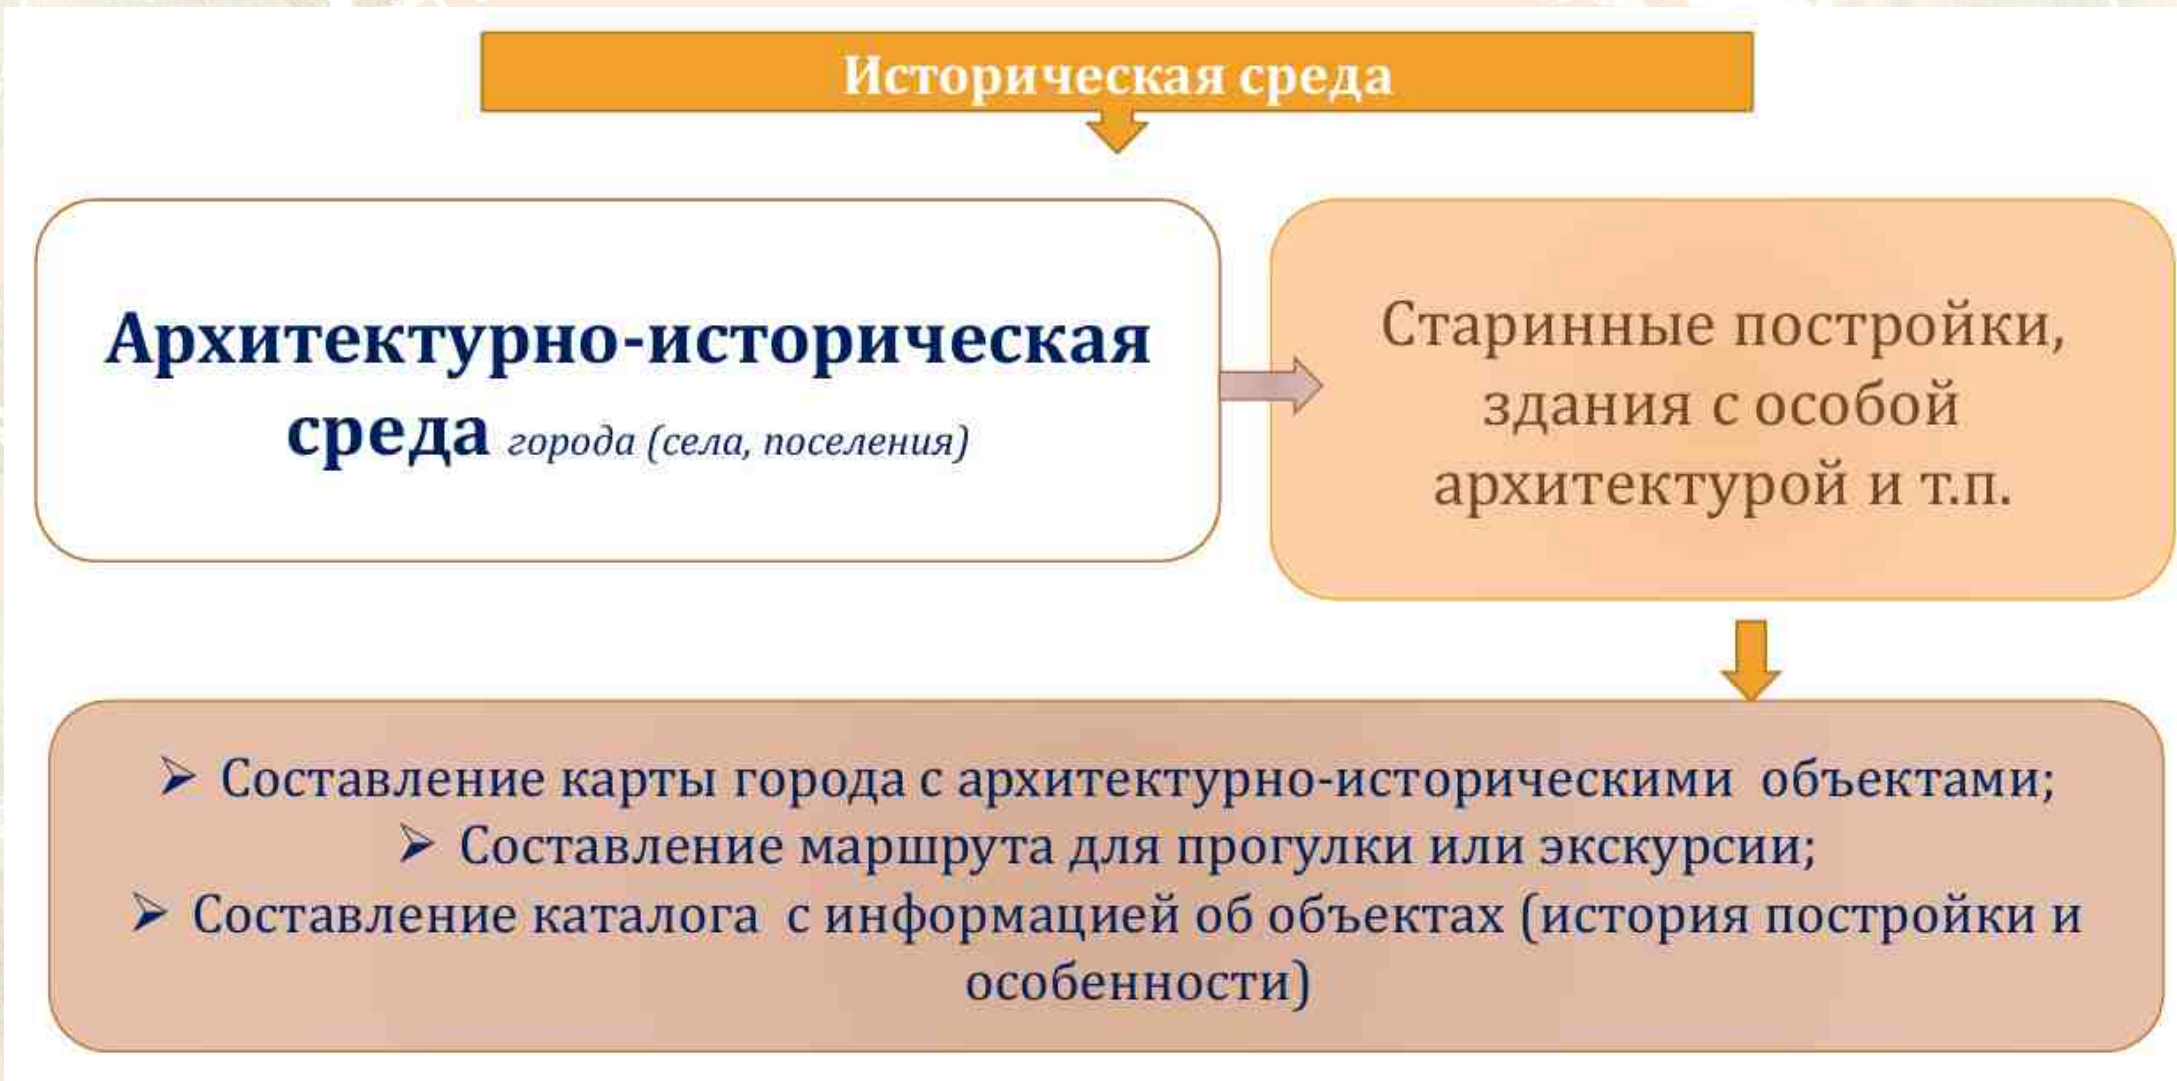 Историческая среда
Архитектурно-историческая
среда города (села, поселения)
Старинные постройки,
здания с особой
архитектурой и т.п.
➢ Составление карты города с архитектурно-историческими объектами;
➢ Составление маршрута для прогулки или экскурсии;
➢ Составление каталога с информацией об объектах (история постройки и
особенности)